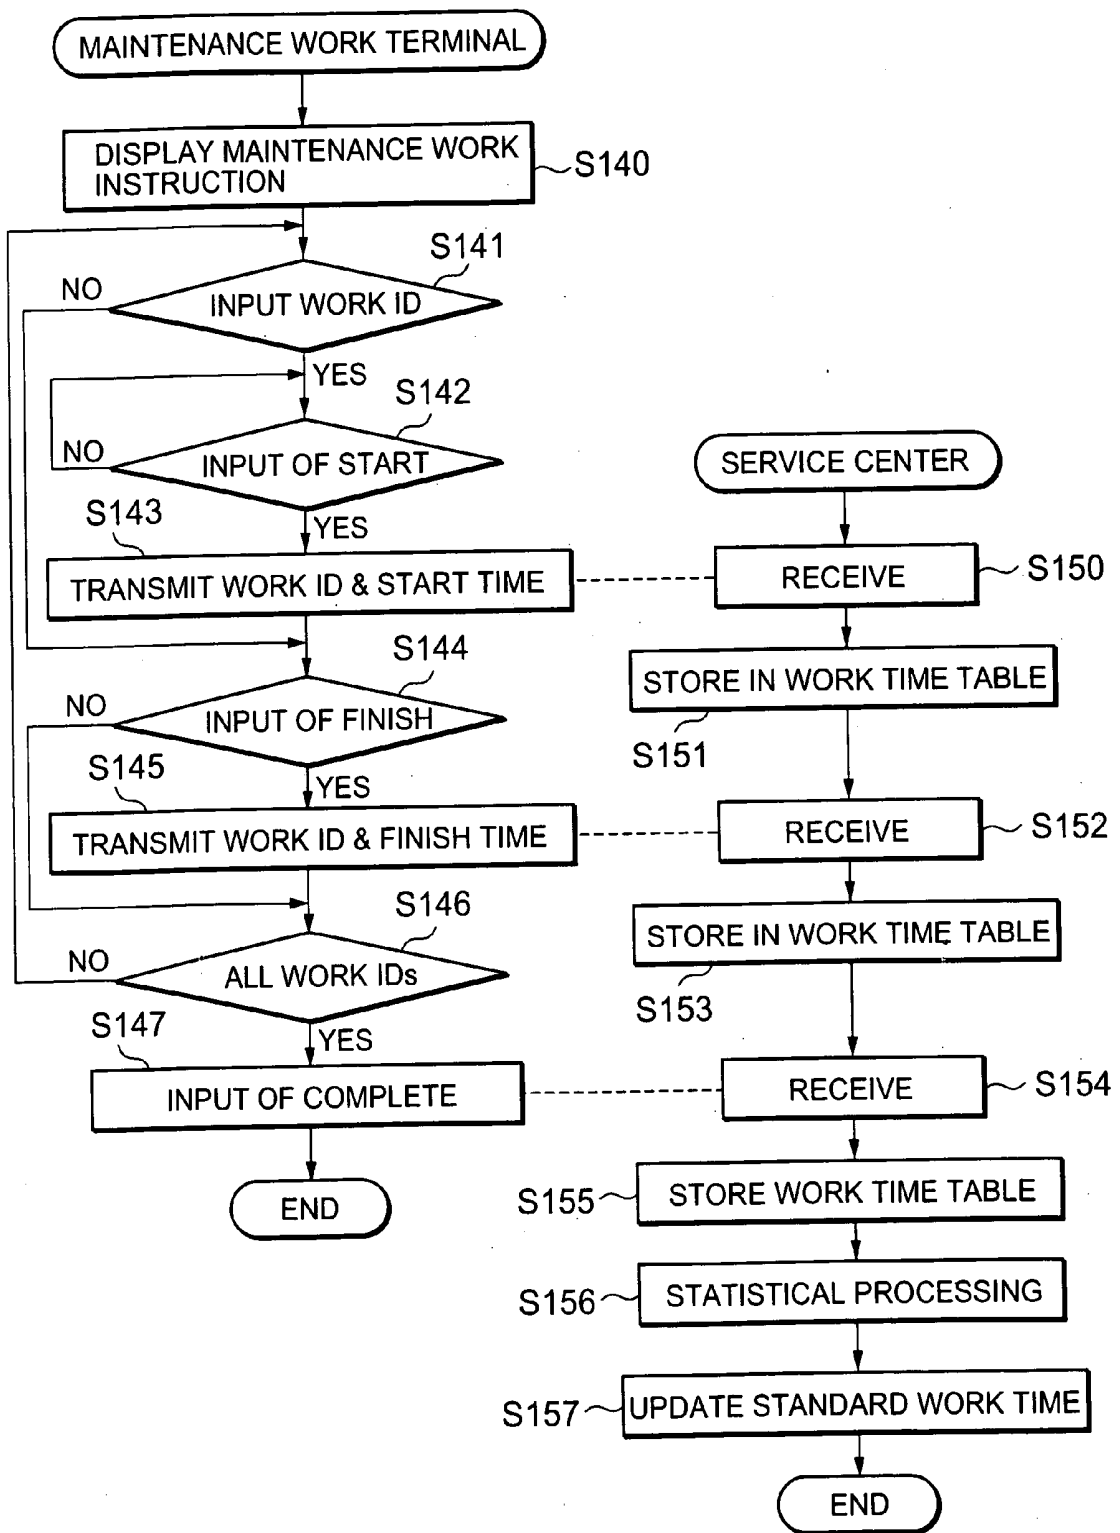 MAINTENANCE WORK TERMINAL
DISPLAY MAINTENANCE WORK
INSTRUCTION
S140
S141
NO
INPUT WORK ID
YES
S142
NO
INPUT OF START
YES
S143
TRANSMIT WORK ID & START TIME
S144
NO
INPUT OF FINISH
YES
S145
TRANSMIT WORK ID & FINISH TIME
S146
NO
ALL WORK IDs
YES
S147
INPUT OF COMPLETE
END
SERVICE CENTER
RECEIVE
S150
STORE IN WORK TIME TABLE
S151
RECEIVE
S152
STORE IN WORK TIME TABLE
S153
RECEIVE
S154
S155
STORE WORK TIME TABLE
S156
STATISTICAL PROCESSING
S157
UPDATE STANDARD WORK TIME
END